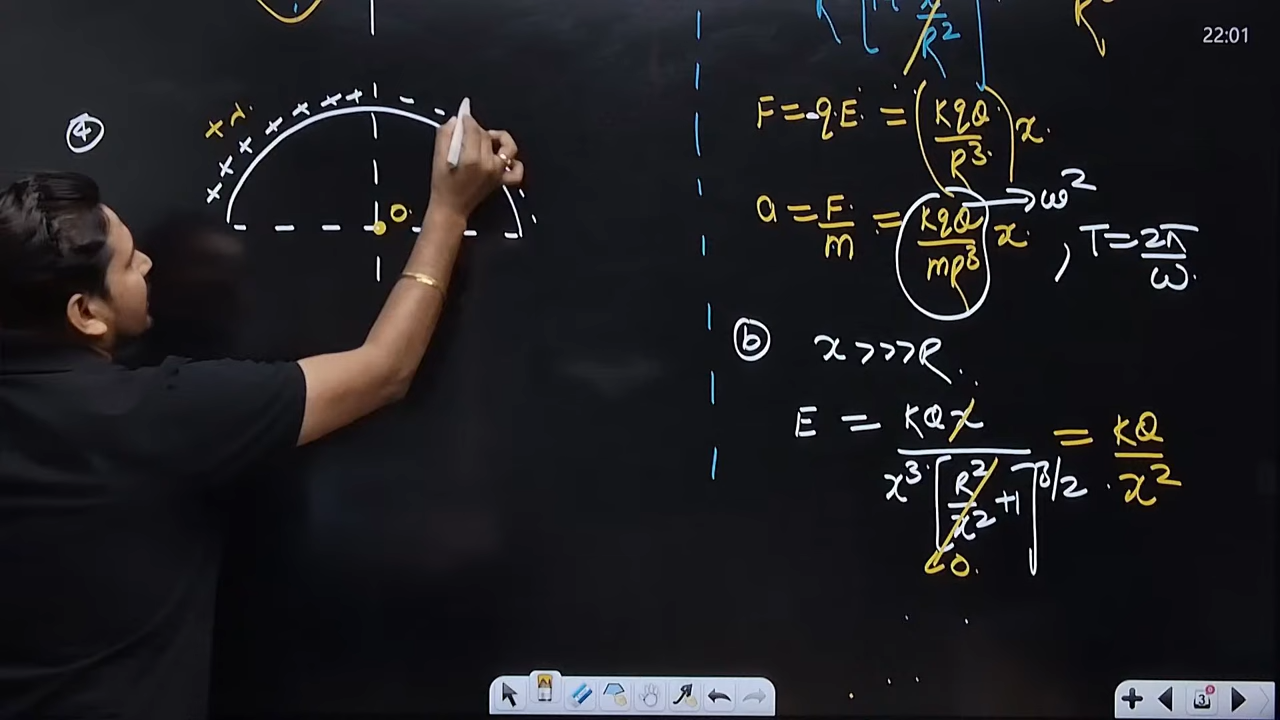 22:01
④
+λ
+ + + + + + + + - -
O
F = -qE = (KqQ/R³) x
a = F/m = KqQ/mR³ x → ω², T = 2π/ω
ⓑ x >>> R
E = KQx / x³ [R²/x² + 1]^3/2 = KQ/x²
0
3